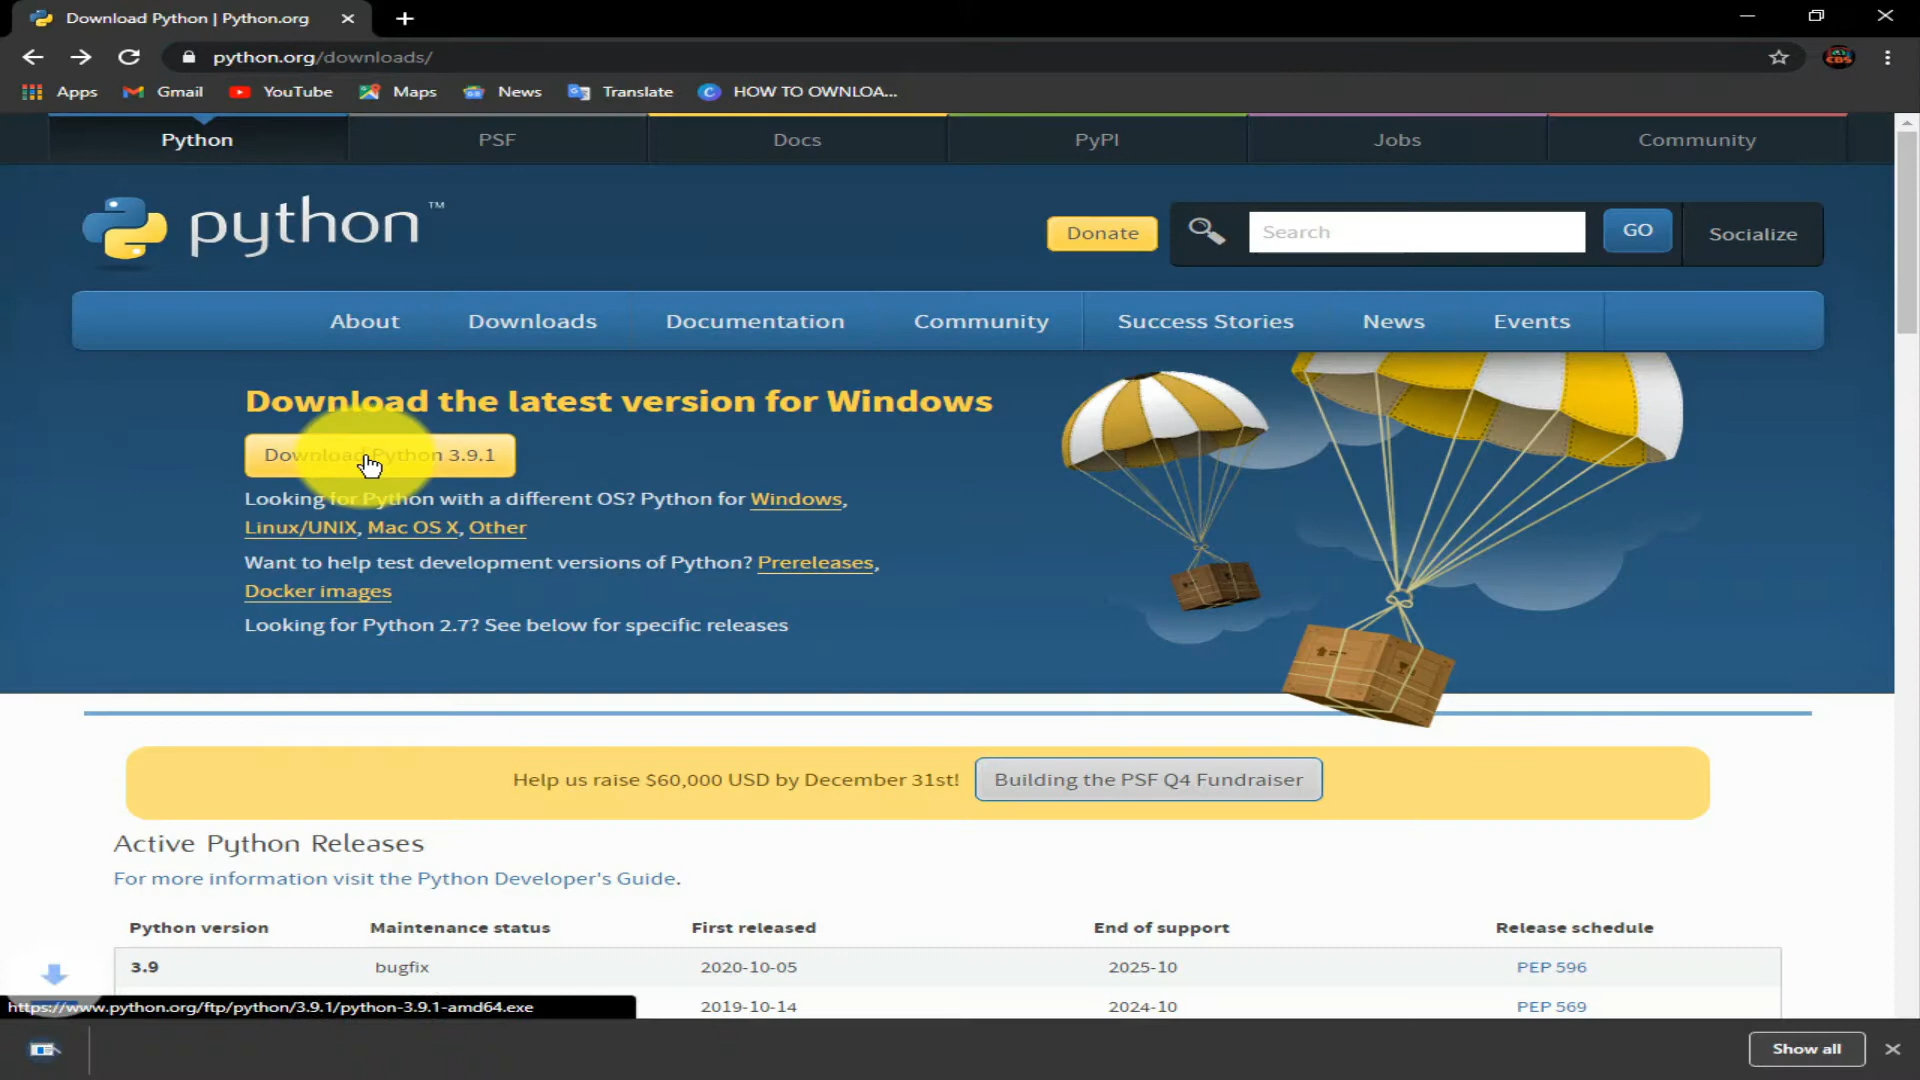 Download Python | Python.org
python.org/downloads/
Apps Gmail YouTube Maps News Translate HOW TO OWNLOA...
Python PSF Docs PyPI Jobs Community
python™
Donate Search GO Socialize
About Downloads Documentation Community Success Stories News Events
Download the latest version for Windows
Download Python 3.9.1
Looking for Python with a different OS? Python for Windows,
Linux/UNIX, Mac OS X, Other
Want to help test development versions of Python? Prereleases,
Docker images
Looking for Python 2.7? See below for specific releases
Help us raise $60,000 USD by December 31st! Building the PSF Q4 Fundraiser
Active Python Releases
For more information visit the Python Developer's Guide.
Python version Maintenance status First released End of support Release schedule
3.9 bugfix 2020-10-05 2025-10 PEP 596
2019-10-14 2024-10 PEP 569
https://www.python.org/ftp/python/3.9.1/python-3.9.1-amd64.exe
Show all